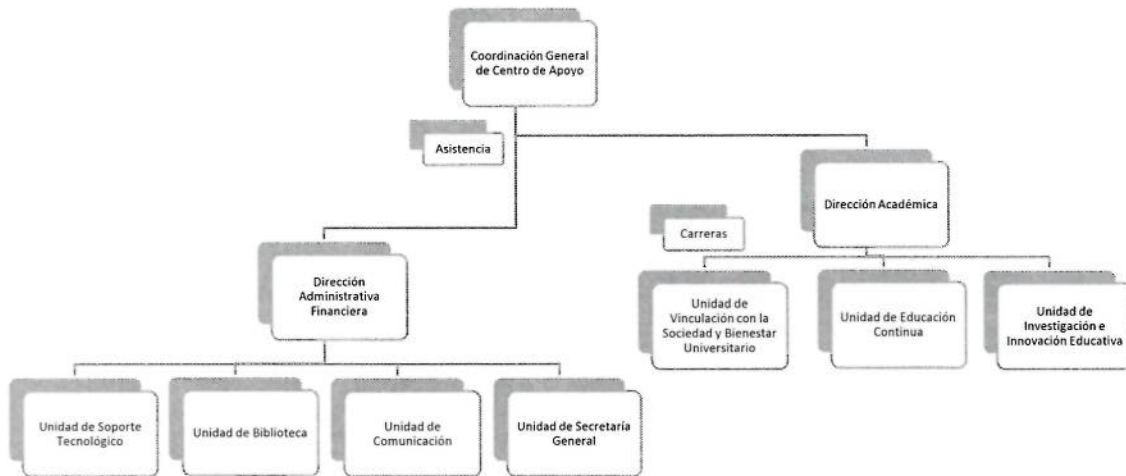 Coordinación General
de Centro de Apoyo
Asistencia
Dirección Académica
Carreras
Dirección
Administrativa
Financiera
Unidad de
Vinculación con la
Sociedad y Bienestar
Universitario
Unidad de Educación
Continua
Unidad de
Investigación e
Innovación Educativa
Unidad de Soporte
Tecnológico
Unidad de Biblioteca
Unidad de
Comunicación
Unidad de Secretaría
General